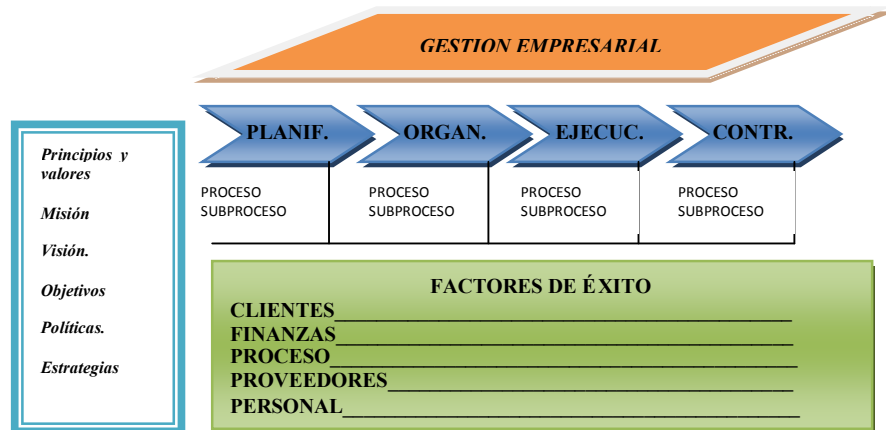 GESTION EMPRESARIAL
PLANIF.
ORGAN.
EJECUC.
CONTR.
Principios y
valores
Misión
Visión.
Objetivos
Políticas.
Estrategias
PROCESO
SUBPROCESO
PROCESO
SUBPROCESO
PROCESO
SUBPROCESO
PROCESO
SUBPROCESO
FACTORES DE ÉXITO
CLIENTES
FINANZAS
PROCESO
PROVEEDORES
PERSONAL